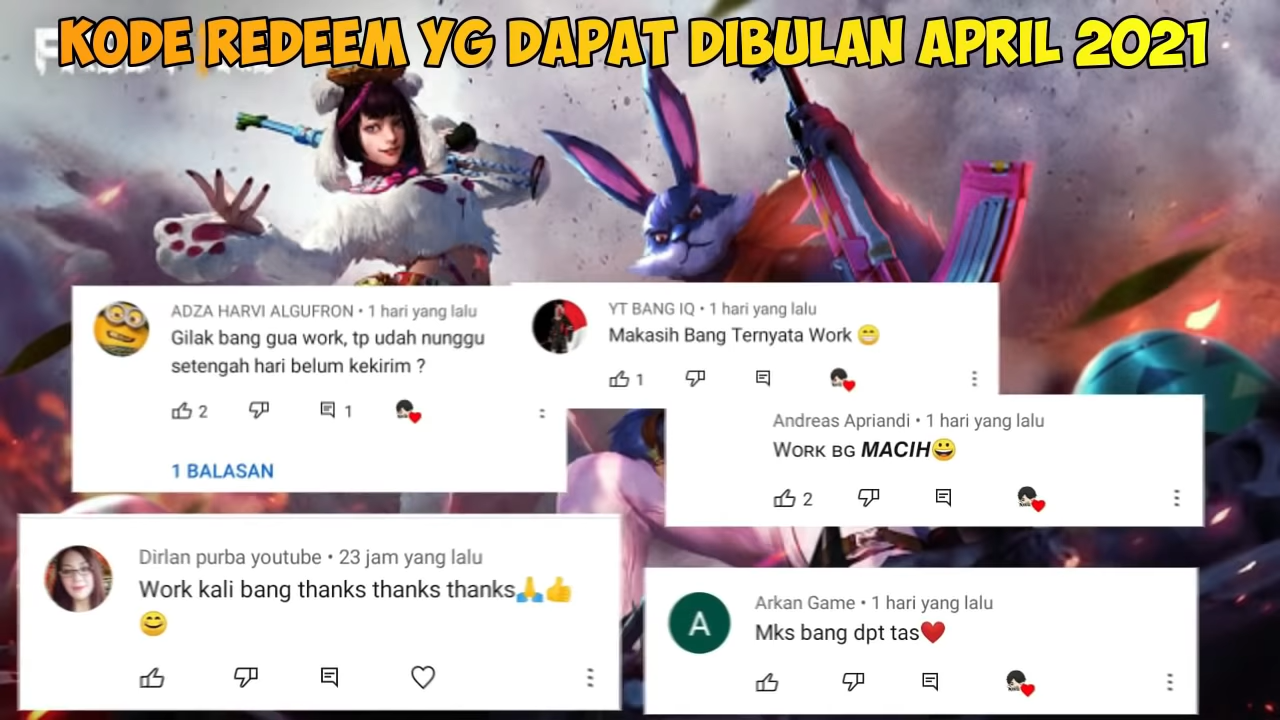 KODE REDEEM YG DAPAT DIBULAN APRIL 2021
ADZA HARVI ALGUFRON • 1 hari yang lalu
Gilak bang gua work, tp udah nunggu
setengah hari belum kekirim ?
2
1
1 BALASAN
YT BANG IQ • 1 hari yang lalu
Makasih Bang Ternyata Work 😁
1
Andreas Apriandi • 1 hari yang lalu
Work bg MACIH😀
2
Dirlan purba youtube • 23 jam yang lalu
Work kali bang thanks thanks thanks🙏👍
😊
A
Arkan Game • 1 hari yang lalu
Mks bang dpt tas❤️